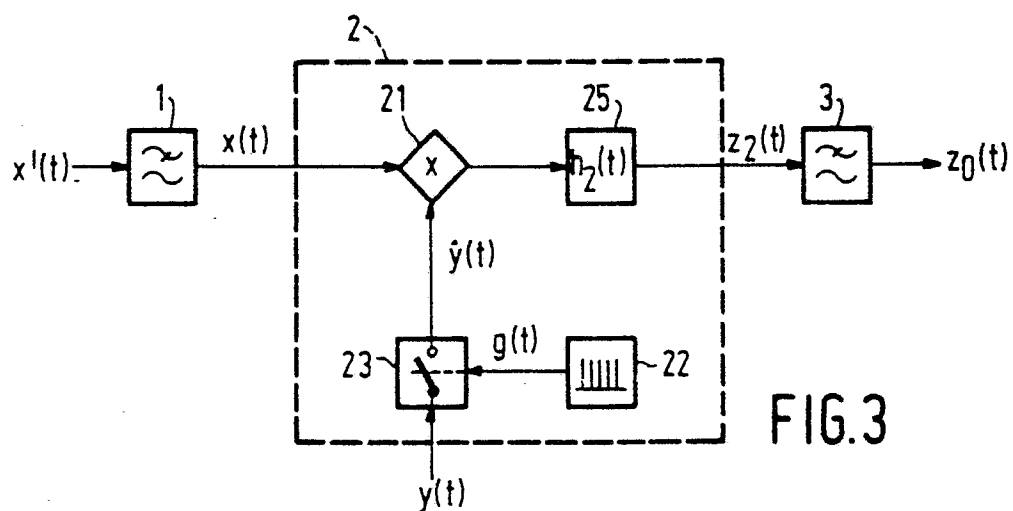 2
1
21
25
3
x'(t)
x(t)
x
h₂(t)
z₂(t)
z₀(t)
ŷ(t)
23
g(t)
22
y(t)
FIG.3